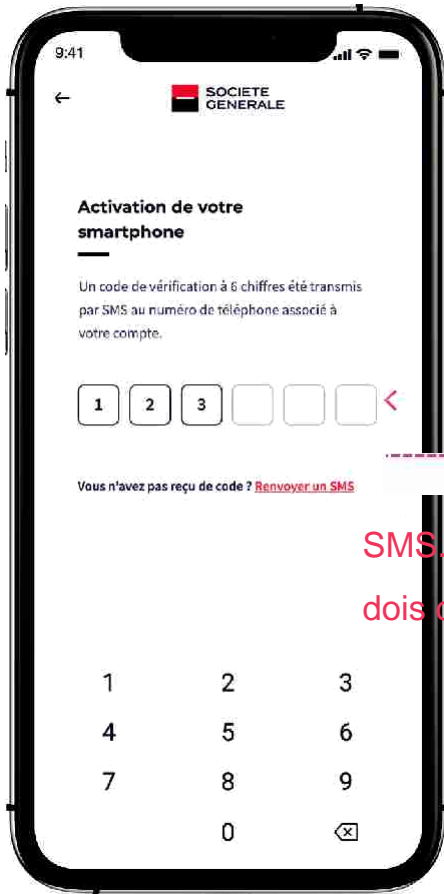 9:41
SOCIETE
GENERALE
Activation de votre
smartphone
Un code de vérification à 6 chiffres été transmis
par SMS au numéro de téléphone associé à
votre compte.
1 2 3
Vous n'avez pas reçu de code ? Renvoyer un SMS
SMS.
dois
1 2 3
4 5 6
7 8 9
0